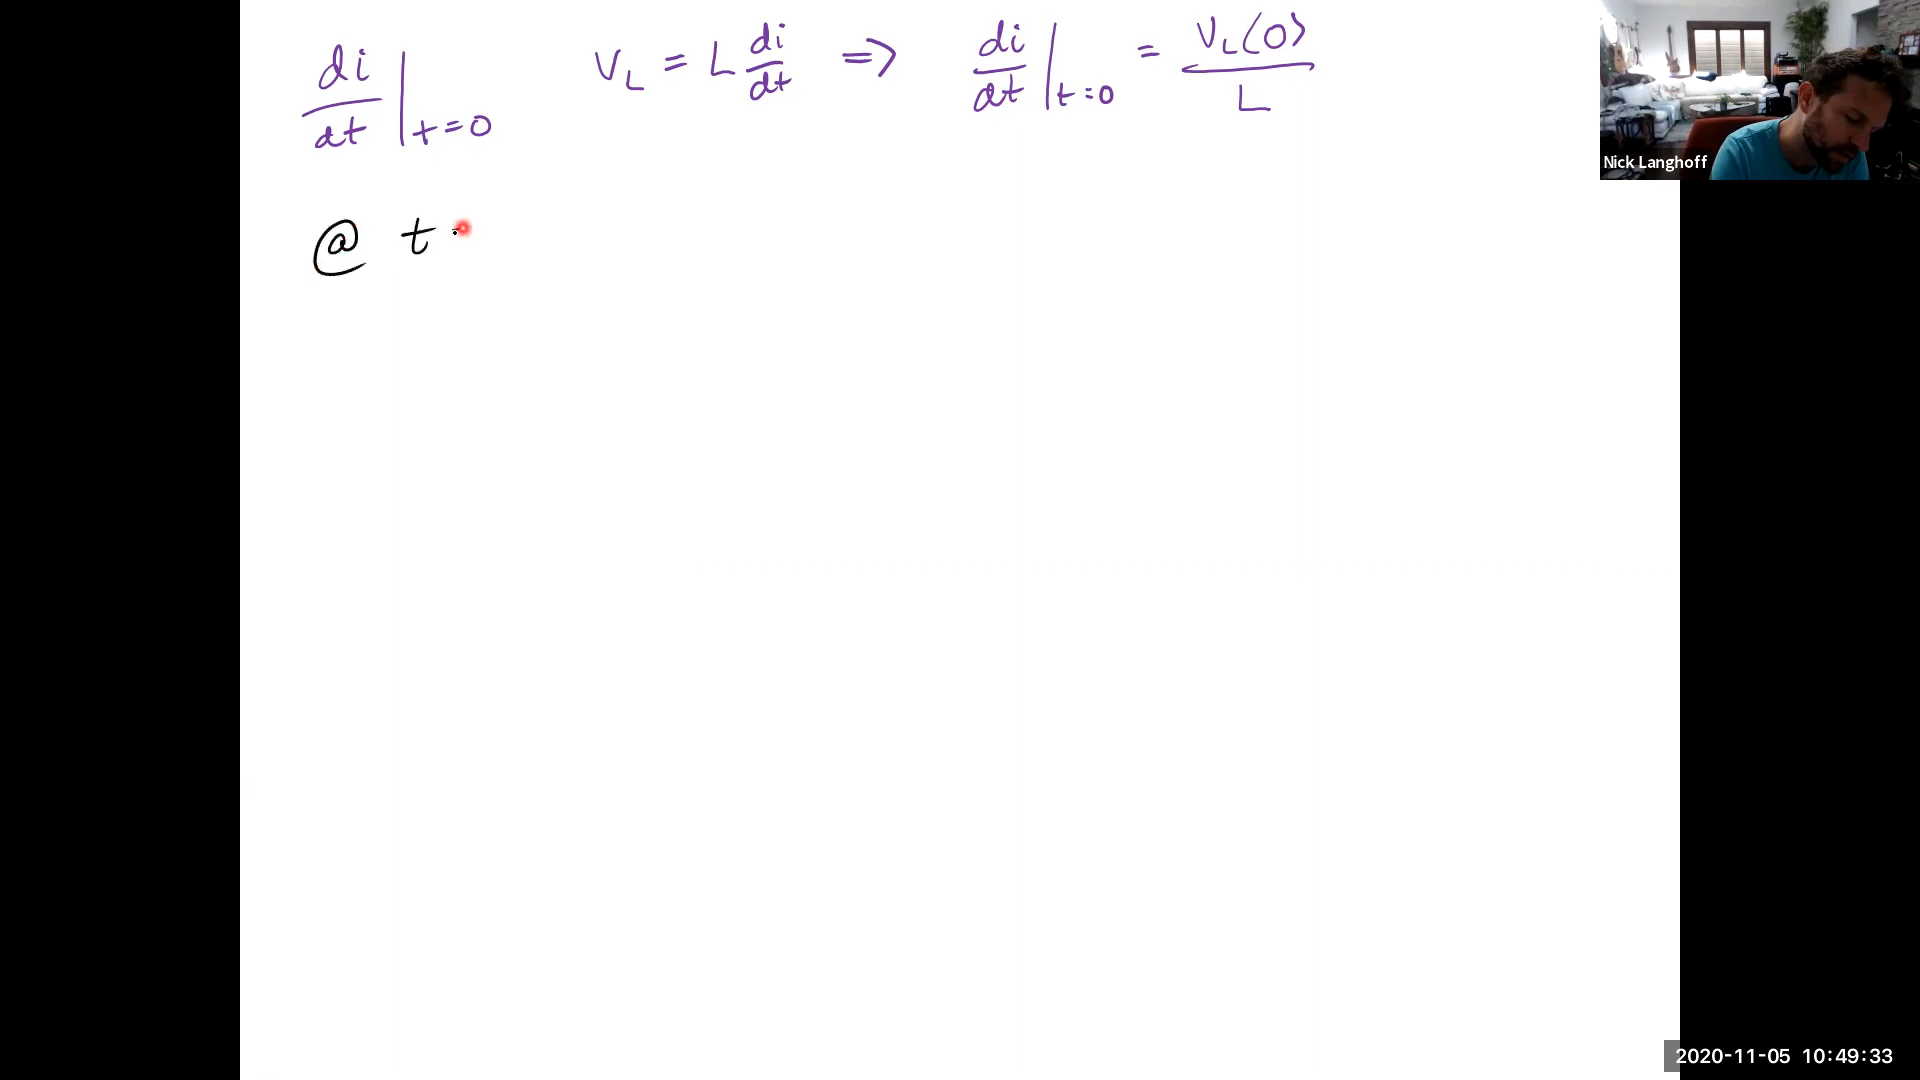 di/dt |t=0   VL = L di/dt => di/dt |t=0 = VL(0)/L
@ t
Nick Langhoff
2020-11-05 10:49:33